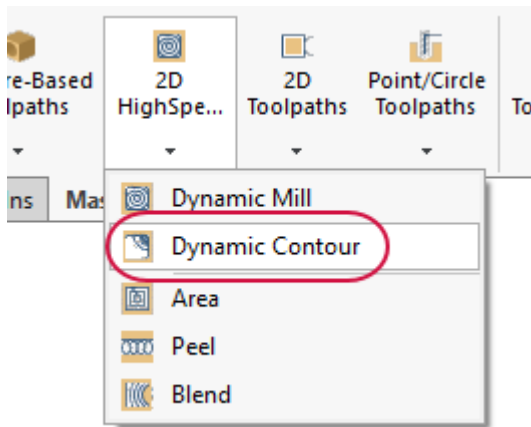 re-Based 2D 2D Point/Circle
lpaths HighSpe... Toolpaths Toolpaths To
ns Mas
Dynamic Mill
Dynamic Contour
Area
Peel
Blend